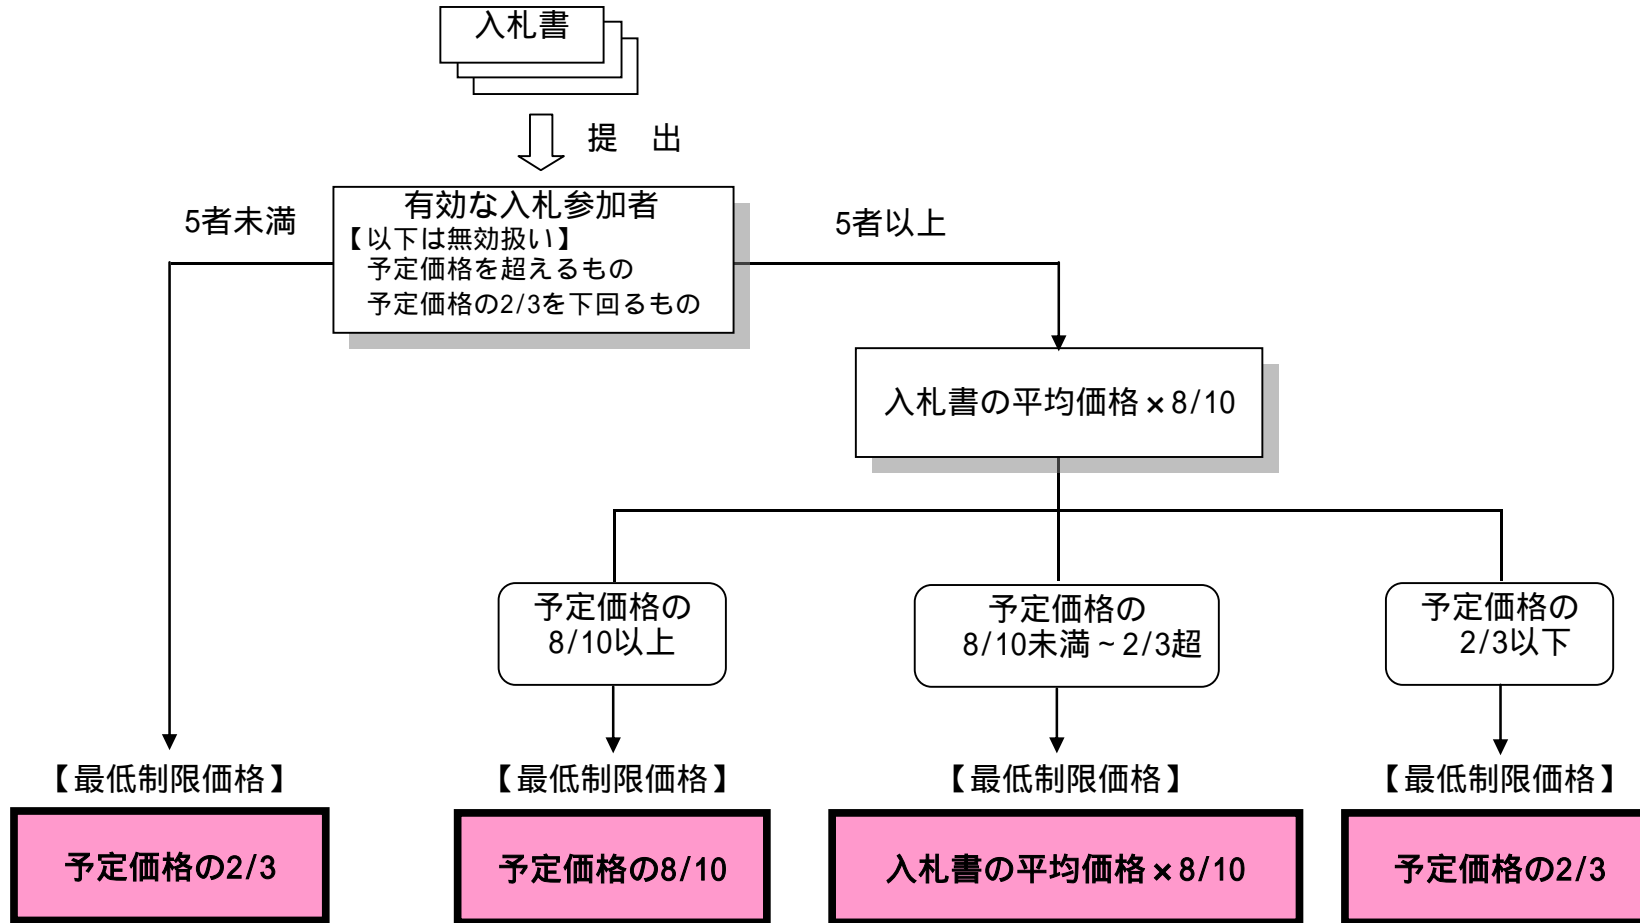 入札書
提　出
5者未満
有効な入札参加者
【以下は無効扱い】
予定価格を超えるもの
予定価格の2/3を下回るもの
5者以上
入札書の平均価格×8/10
予定価格の
8/10以上
予定価格の
8/10未満～2/3超
予定価格の
2/3以下
【最低制限価格】
【最低制限価格】
【最低制限価格】
【最低制限価格】
予定価格の2/3
予定価格の8/10
入札書の平均価格×8/10
予定価格の2/3